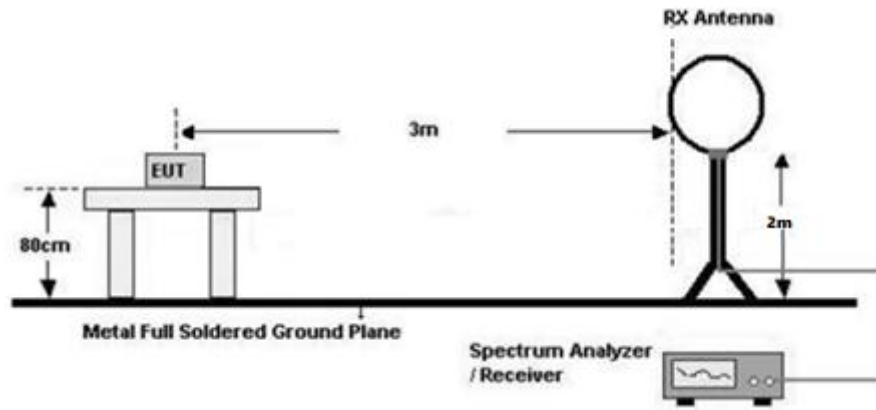 RX Antenna
3m
EUT
80cm
2m
Metal Full Soldered Ground Plane
Spectrum Analyzer
/ Receiver